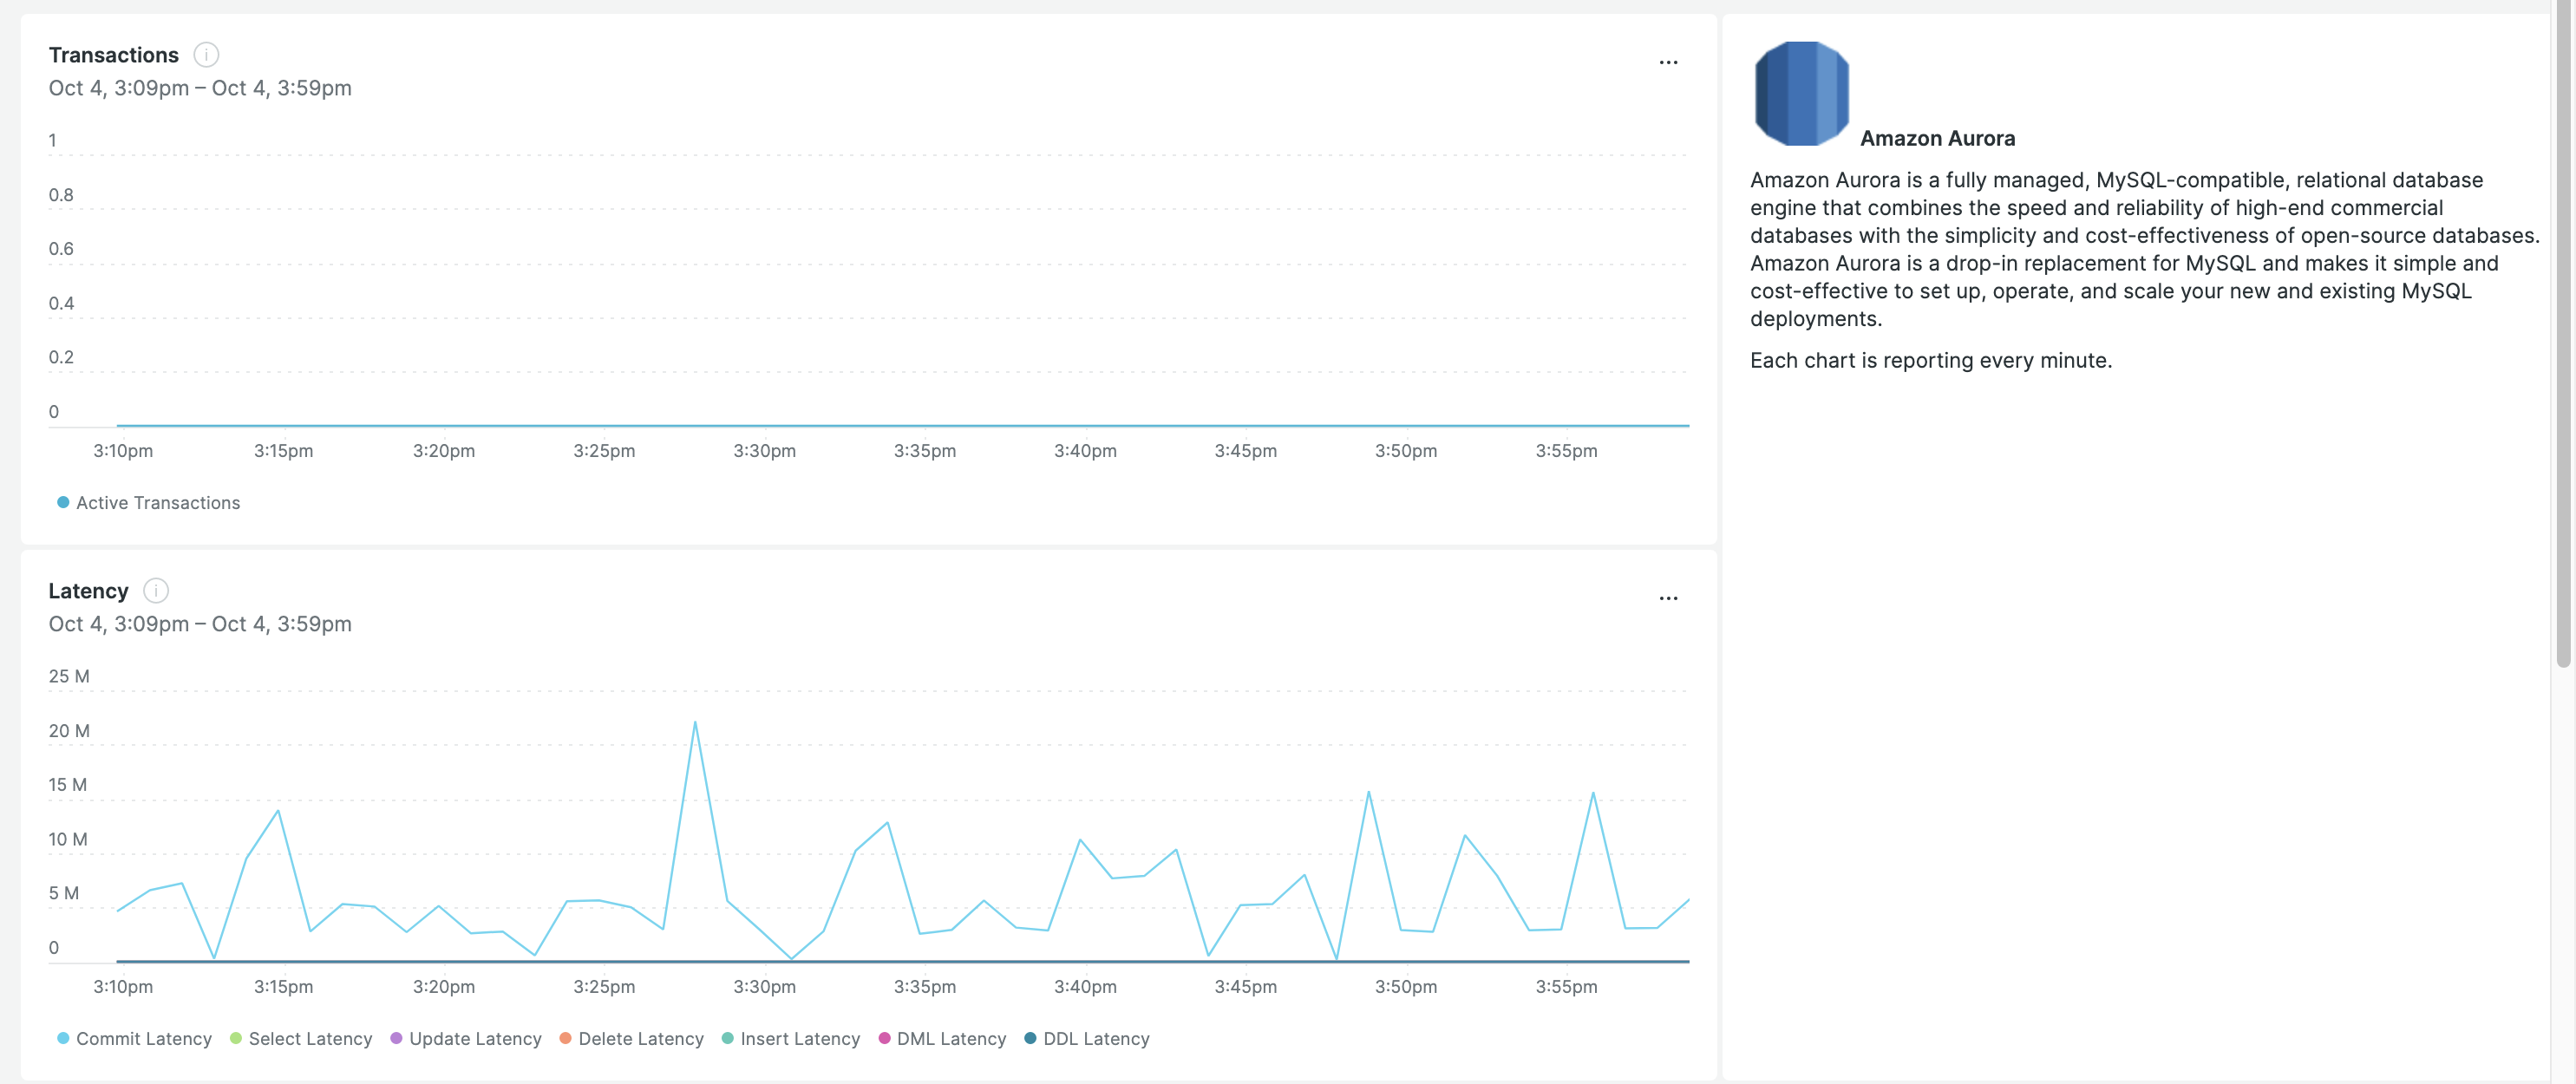 Transactions
Oct 4, 3:09pm – Oct 4, 3:59pm
1
0.8
0.6
0.4
0.2
0
3:10pm 3:15pm 3:20pm 3:25pm 3:30pm 3:35pm 3:40pm 3:45pm 3:50pm 3:55pm
Active Transactions
Latency
Oct 4, 3:09pm – Oct 4, 3:59pm
25 M
20 M
15 M
10 M
5 M
0
3:10pm 3:15pm 3:20pm 3:25pm 3:30pm 3:35pm 3:40pm 3:45pm 3:50pm 3:55pm
Commit Latency Select Latency Update Latency Delete Latency Insert Latency DML Latency DDL Latency
Amazon Aurora
Amazon Aurora is a fully managed, MySQL-compatible, relational database
engine that combines the speed and reliability of high-end commercial
databases with the simplicity and cost-effectiveness of open-source databases.
Amazon Aurora is a drop-in replacement for MySQL and makes it simple and
cost-effective to set up, operate, and scale your new and existing MySQL
deployments.
Each chart is reporting every minute.